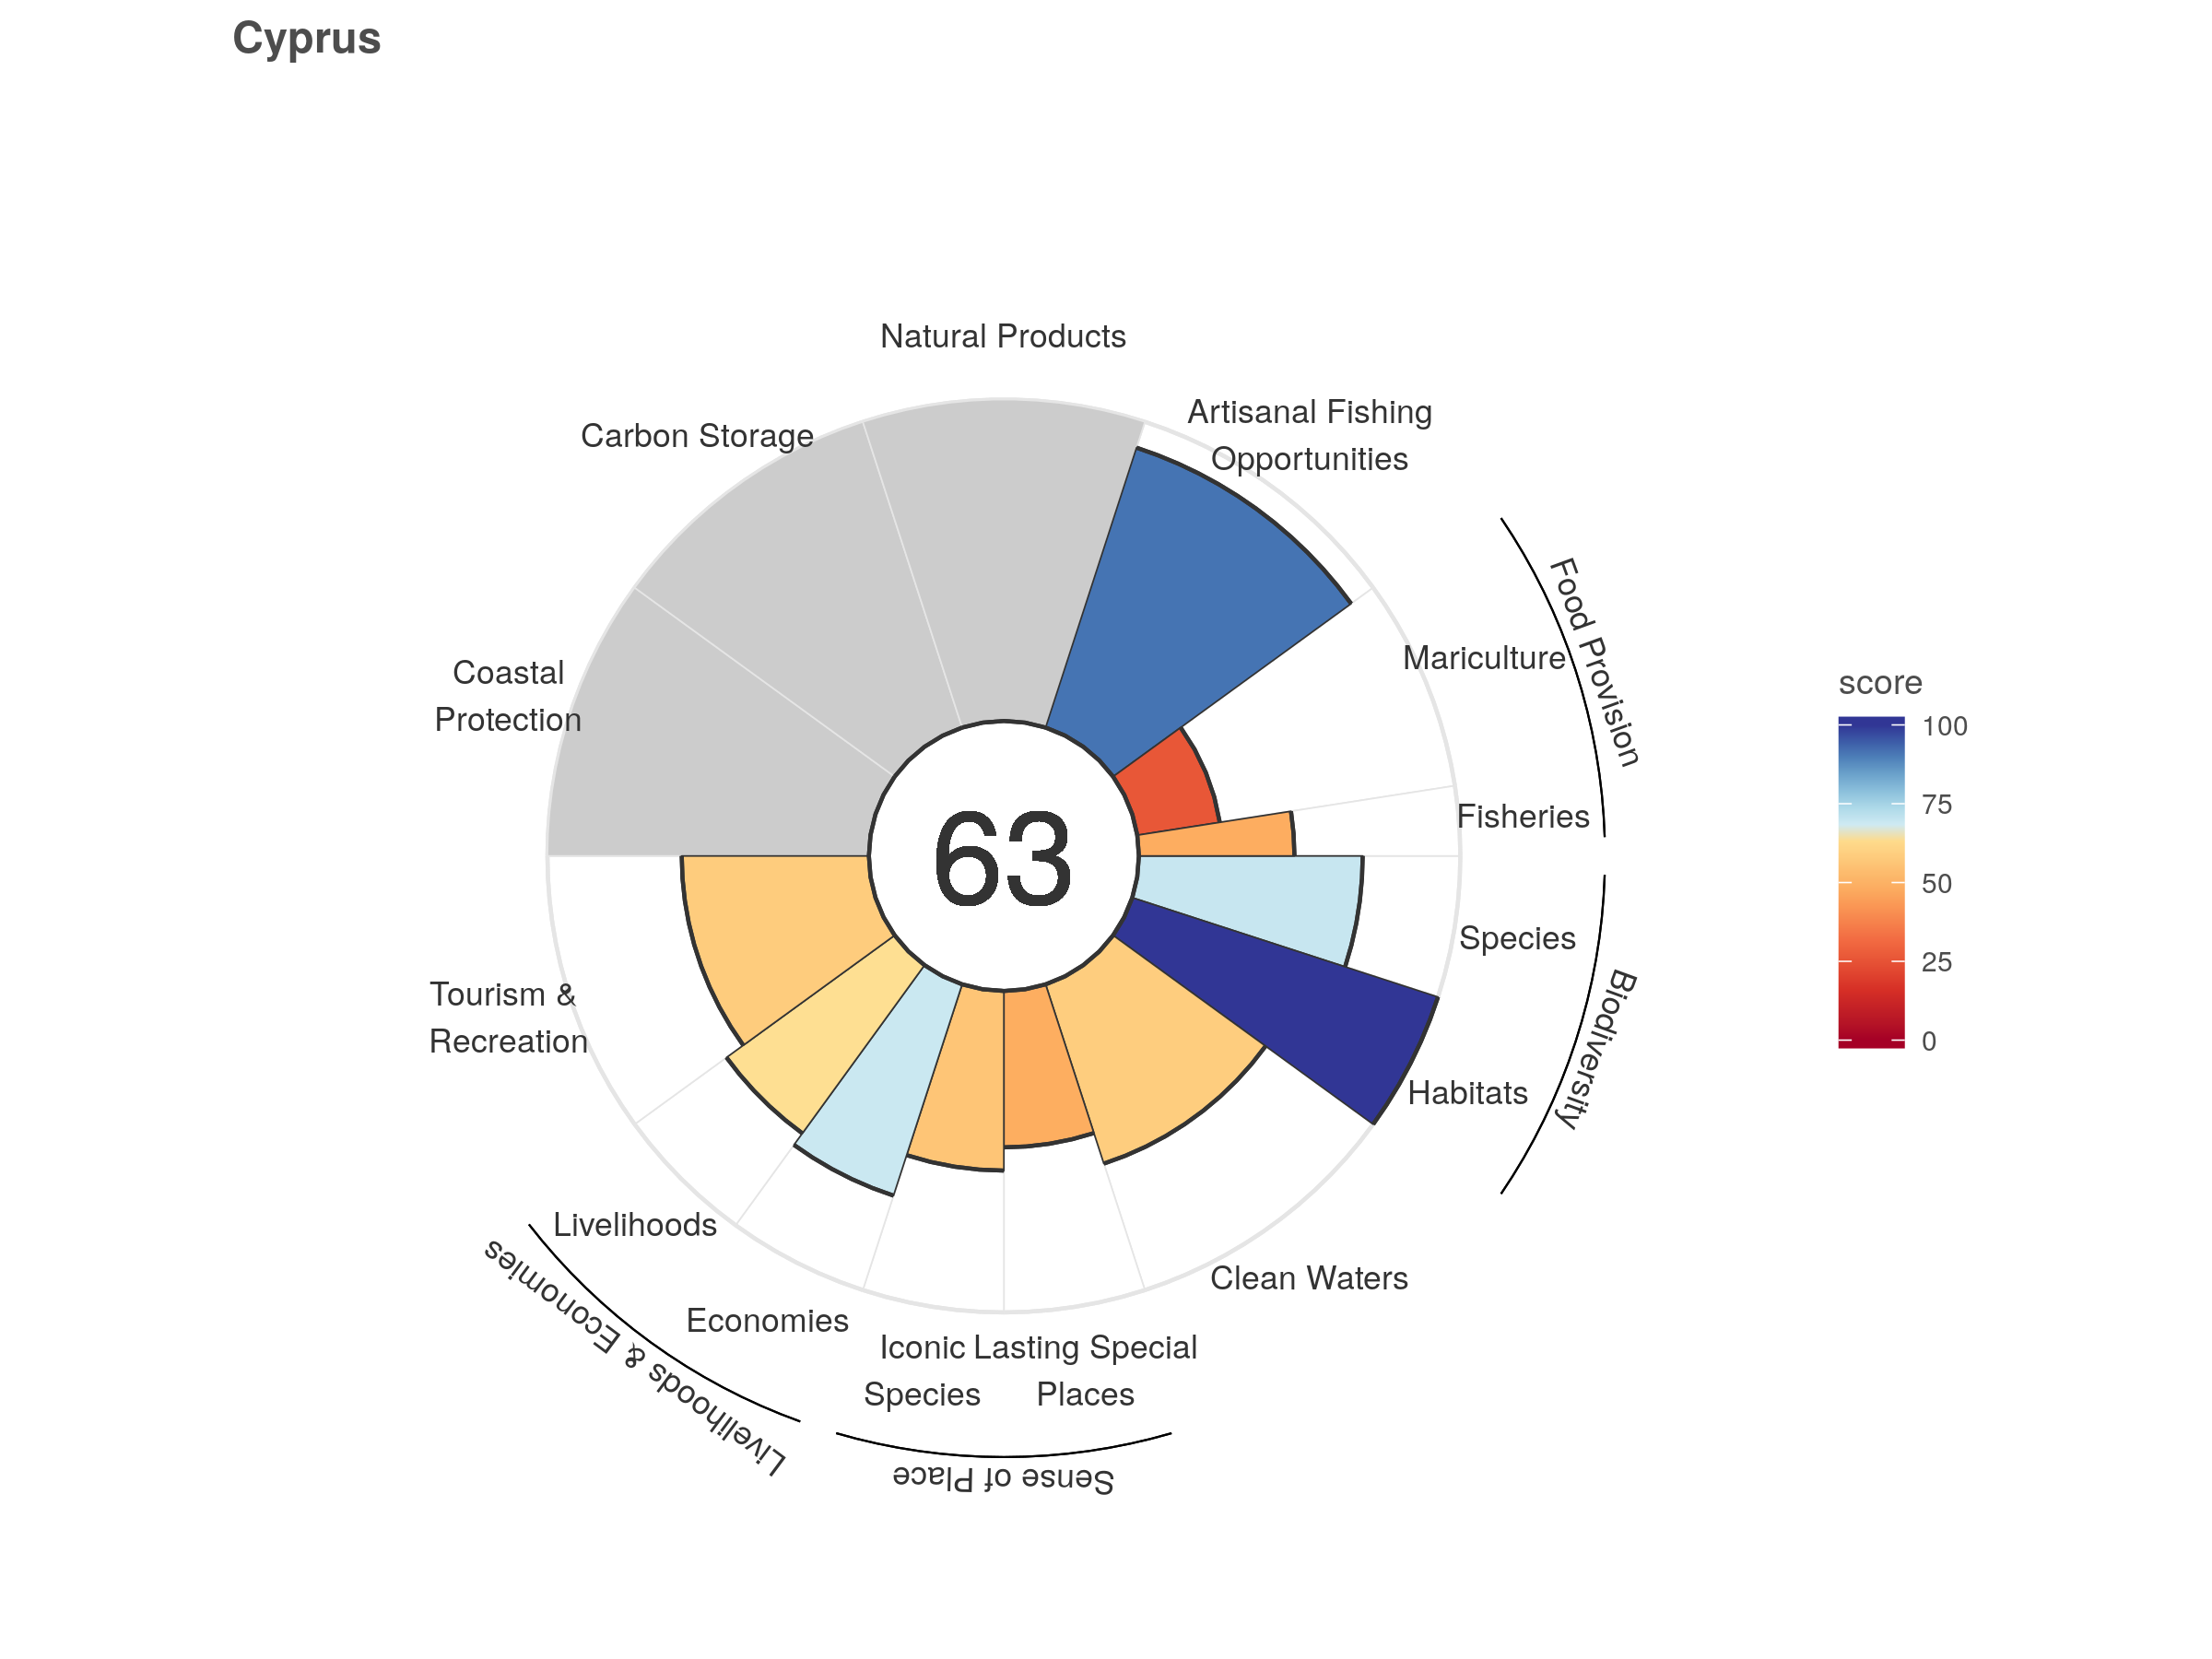 Cyprus
Natural Products
Artisanal Fishing
Opportunities
Carbon Storage
Food Provision
Mariculture
Coastal
Protection
Fisheries
63
Species
Biodiversity
Habitats
Tourism &
Recreation
Livelihoods
Livelihoods & Economies
Economies
Clean Waters
Iconic
Species
Lasting Special
Places
Sense of Place
score
100
75
50
25
0